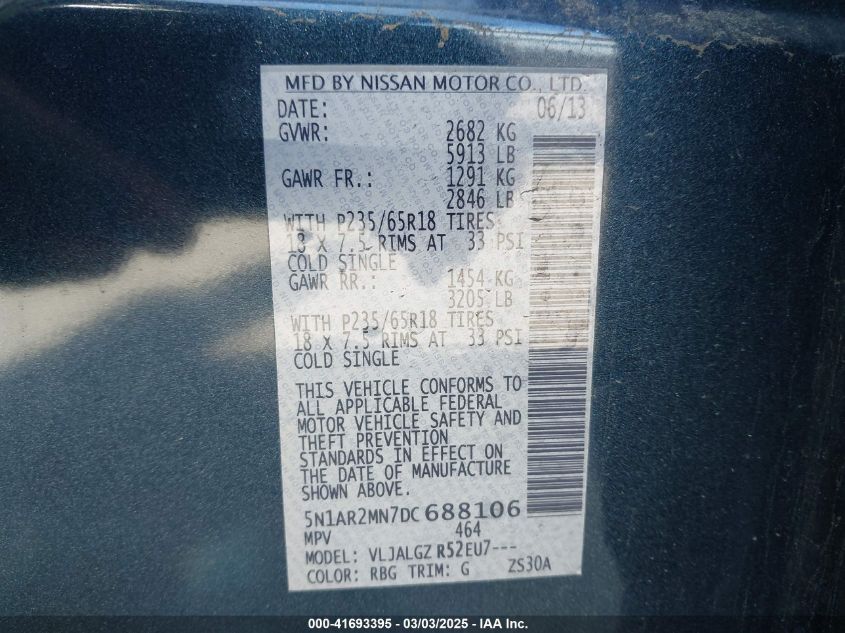 MFD BY NISSAN MOTOR CO., LTD.
DATE: 06/13
GVWR: 2682 KG
5913 LB
GAWR FR.: 1291 KG
2846 LB
WITH P235/65R18 TIRES
18 X 7.5 RIMS AT 33 PSI
COLD SINGLE
GAWR RR.: 1454 KG
3205 LB
WITH P235/65R18 TIRES
18 X 7.5 RIMS AT 33 PSI
COLD SINGLE
THIS VEHICLE CONFORMS TO
ALL APPLICABLE FEDERAL
MOTOR VEHICLE SAFETY AND
THEFT PREVENTION
STANDARDS IN EFFECT ON
THE DATE OF MANUFACTURE
SHOWN ABOVE.
5N1AR2MN7DC688106
MPV 464
MODEL: VLJALGZ R52EU7---
COLOR: RBG TRIM: G ZS30A
000-41693395 - 03/03/2025 - IAA Inc.